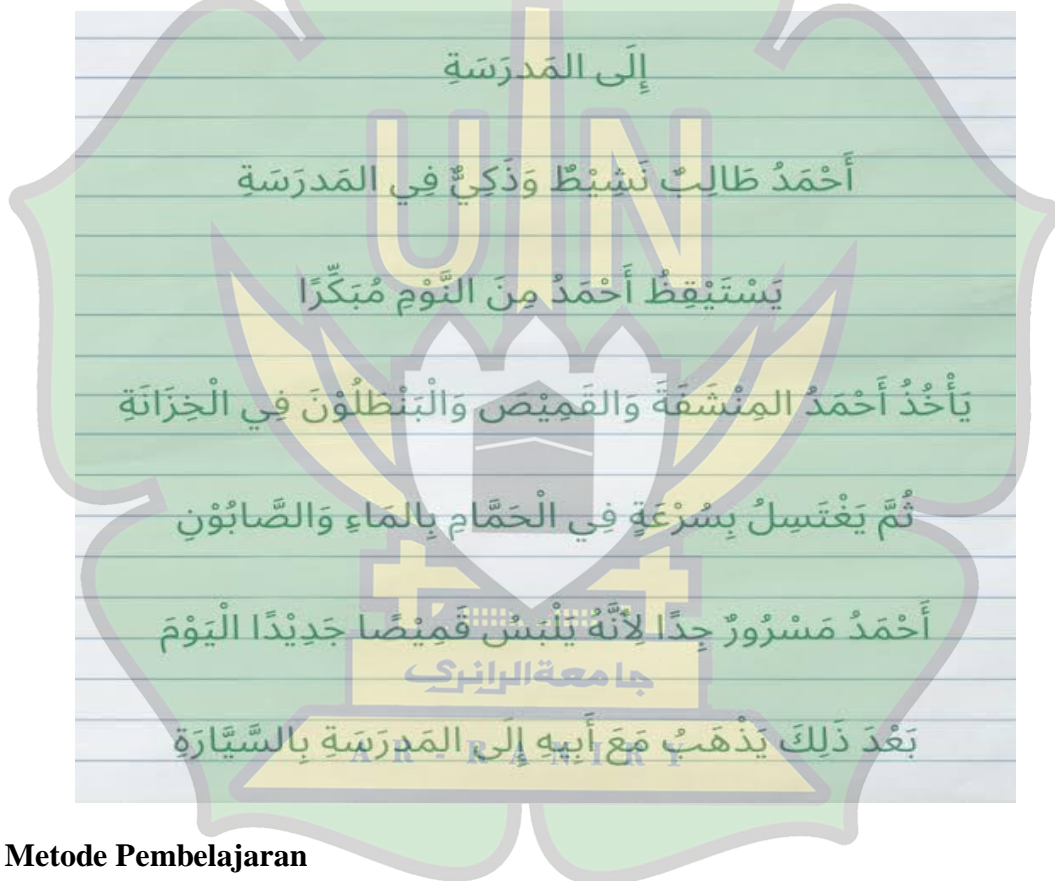 إِلَى المَدرَسَةِ
أَحْمَدُ طَالِبٌ نَشِيْطٌ وَذَكِيٌّ فِي المَدرَسَةِ
يَسْتَيْقِظُ أَحْمَدُ مِنَ النَّوْمِ مُبَكِّرًا
يَأْخُذُ أَحْمَدُ المِنْشَفَةَ وَالقَمِيْصَ وَالْبَنْطَلُوْنَ فِي الْخِزَانَةِ
ثُمَّ يَغْتَسِلُ بِسُرْعَةٍ فِي الْحَمَّامِ بِالمَاءِ وَالصَّابُوْنِ
أَحْمَدُ مَسْرُورٌ جِدًّا لِأَنَّهُ يَلْبَسُ قَمِيْصًا جَدِيْدًا الْيَوْمَ
بَعْدَ ذَلِكَ يَذْهَبُ مَعَ أَبِيهِ إِلَى المَدرَسَةِ بِالسَّيَّارَةِ
UIN
جامعة الرانري
AR - RANIRY
Metode Pembelajaran